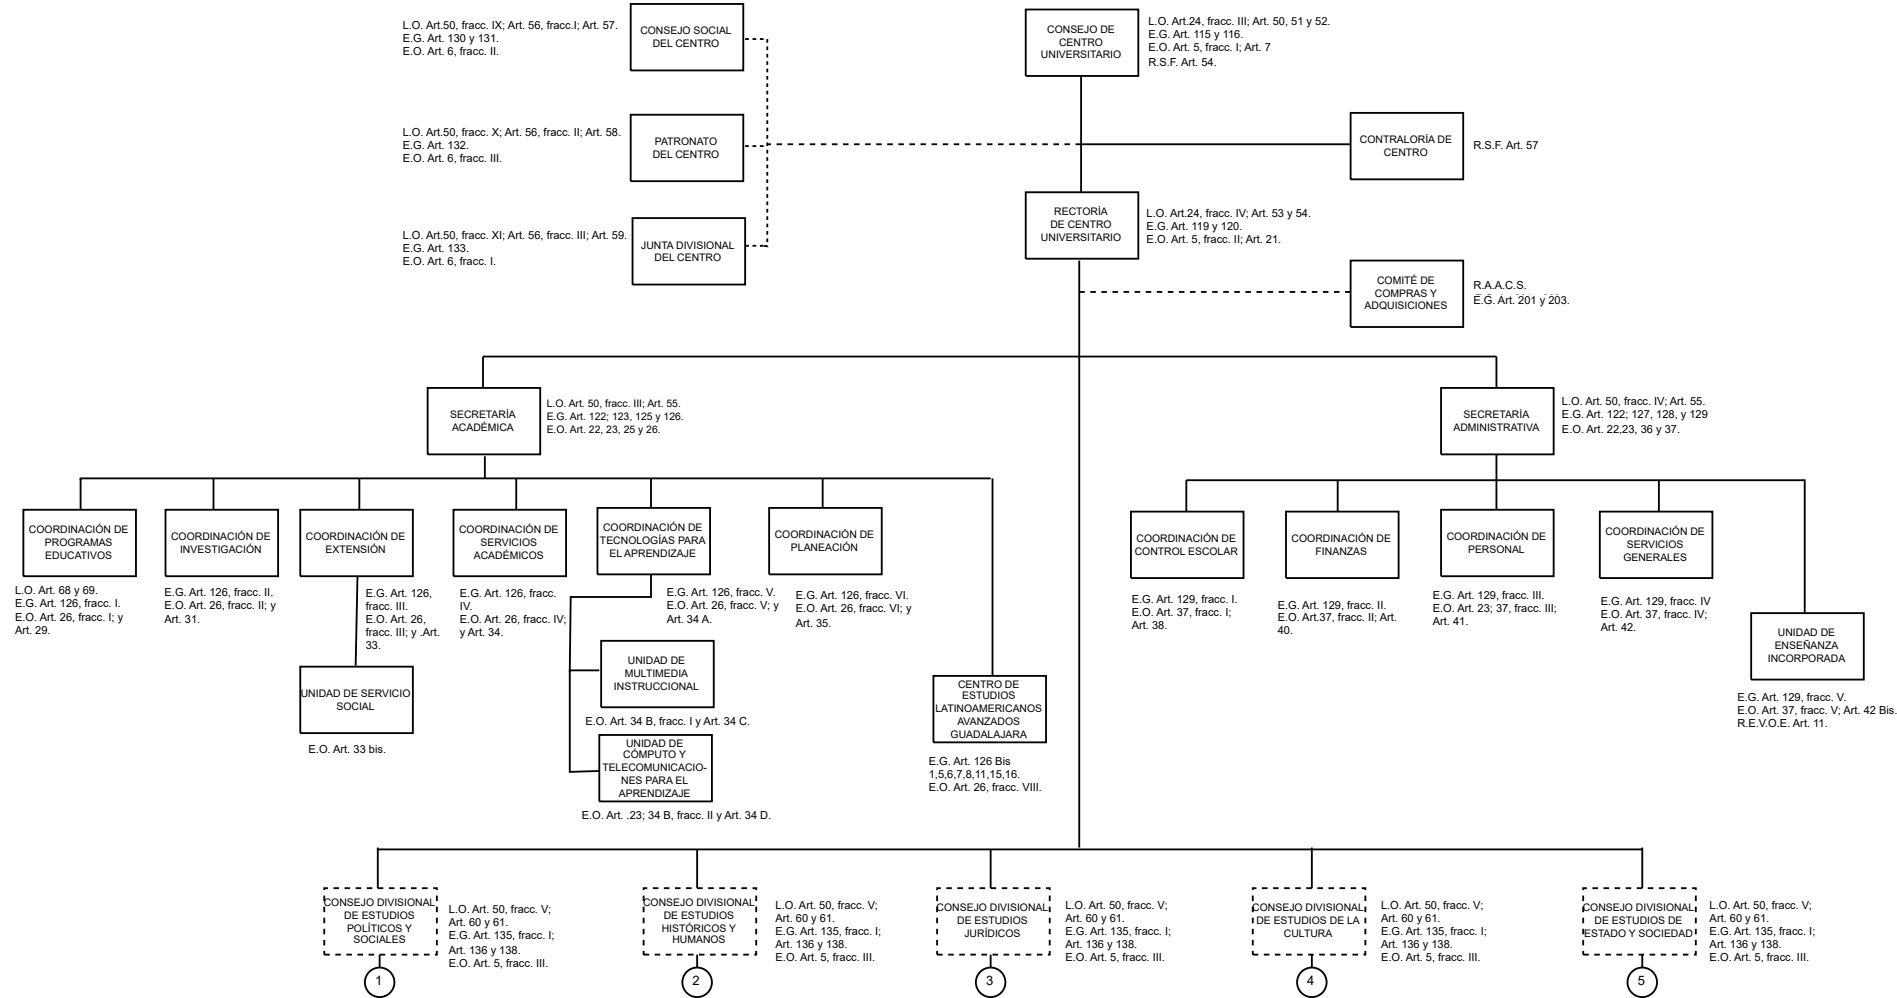 L.O. Art.50, fracc. IX; Art. 56, fracc.I; Art. 57.
E.G. Art. 130 y 131.
E.O. Art. 6, fracc. II.
CONSEJO SOCIAL
DEL CENTRO
CONSEJO DE
CENTRO
UNIVERSITARIO
L.O. Art.24, fracc. III; Art. 50, 51 y 52.
E.G. Art. 115 y 116.
E.O. Art. 5, fracc. I; Art. 7
R.S.F. Art. 54.
L.O. Art.50, fracc. X; Art. 56, fracc. II; Art. 58.
E.G. Art. 132.
E.O. Art. 6, fracc. III.
PATRONATO
DEL CENTRO
CONTRALORÍA DE
CENTRO
R.S.F. Art. 57
L.O. Art.50, fracc. XI; Art. 56, fracc. III; Art. 59.
E.G. Art. 133.
E.O. Art. 6, fracc. I.
JUNTA DIVISIONAL
DEL CENTRO
RECTORÍA
DE CENTRO
UNIVERSITARIO
L.O. Art.24, fracc. IV; Art. 53 y 54.
E.G. Art. 119 y 120.
E.O. Art. 5, fracc. II; Art. 21.
COMITÉ DE
COMPRAS Y
ADQUISICIONES
R.A.A.C.S.
E.G. Art. 201 y 203.
SECRETARÍA
ACADÉMICA
L.O. Art. 50, fracc. III; Art. 55.
E.G. Art. 122; 123, 125 y 126.
E.O. Art. 22, 23, 25 y 26.
SECRETARÍA
ADMINISTRATIVA
L.O. Art. 50, fracc. IV; Art. 55.
E.G. Art. 122; 127, 128, y 129
E.O. Art. 22,23, 36 y 37.
COORDINACIÓN DE
PROGRAMAS
EDUCATIVOS
L.O. Art. 68 y 69.
E.G. Art. 126, fracc. I.
E.O. Art. 26, fracc. I; y
Art. 29.
COORDINACIÓN DE
INVESTIGACIÓN
E.G. Art. 126, fracc. II.
E.O. Art. 26, fracc. II; y
Art. 31.
COORDINACIÓN DE
EXTENSIÓN
E.G. Art. 126,
fracc. III.
E.O. Art. 26,
fracc. III; y .Art.
33.
COORDINACIÓN DE
SERVICIOS
ACADÉMICOS
E.G. Art. 126, fracc.
IV.
E.O. Art. 26, fracc. IV;
y Art. 34.
COORDINACIÓN DE
TECNOLOGÍAS PARA
EL APRENDIZAJE
E.G. Art. 126, fracc. V.
E.O. Art. 26, fracc. V; y
Art. 34 A.
COORDINACIÓN DE
PLANEACIÓN
E.G. Art. 126, fracc. VI.
E.O. Art. 26, fracc. VI; y
Art. 35.
COORDINACIÓN DE
CONTROL ESCOLAR
E.G. Art. 129, fracc. I.
E.O. Art. 37, fracc. I;
Art. 38.
COORDINACIÓN DE
FINANZAS
E.G. Art. 129, fracc. II.
E.O. Art.37, fracc. II; Art.
40.
COORDINACIÓN DE
PERSONAL
E.G. Art. 129, fracc. III.
E.O. Art. 23; 37, fracc. III;
Art. 41.
COORDINACIÓN DE
SERVICIOS
GENERALES
E.G. Art. 129, fracc. IV
E.O. Art. 37, fracc. IV;
Art. 42.
UNIDAD DE
ENSEÑANZA
INCORPORADA
E.G. Art. 129, fracc. V.
E.O. Art. 37, fracc. V; Art. 42 Bis.
R.E.V.O.E. Art. 11.
UNIDAD DE SERVICIO
SOCIAL
E.O. Art. 33 bis.
UNIDAD DE
MULTIMEDIA
INSTRUCCIONAL
E.O. Art. 34 B, fracc. I y Art. 34 C.
UNIDAD DE
CÓMPUTO Y
TELECOMUNICACIO-
NES PARA EL
APRENDIZAJE
E.O. Art. .23; 34 B, fracc. II y Art. 34 D.
CENTRO DE
ESTUDIOS
LATINOAMERICANOS
AVANZADOS
GUADALAJARA
E.G. Art. 126 Bis
1,5,6,7,8,11,15,16.
E.O. Art. 26, fracc. VIII.
CONSEJO DIVISIONAL
DE ESTUDIOS
POLÍTICOS Y
SOCIALES
L.O. Art. 50, fracc. V;
Art. 60 y 61.
E.G. Art. 135, fracc. I;
Art. 136 y 138.
E.O. Art. 5, fracc. III.
1
CONSEJO DIVISIONAL
DE ESTUDIOS
HISTÓRICOS Y
HUMANOS
L.O. Art. 50, fracc. V;
Art. 60 y 61.
E.G. Art. 135, fracc. I;
Art. 136 y 138.
E.O. Art. 5, fracc. III.
2
CONSEJO DIVISIONAL
DE ESTUDIOS
JURÍDICOS
L.O. Art. 50, fracc. V;
Art. 60 y 61.
E.G. Art. 135, fracc. I;
Art. 136 y 138.
E.O. Art. 5, fracc. III.
3
CONSEJO DIVISIONAL
DE ESTUDIOS DE LA
CULTURA
L.O. Art. 50, fracc. V;
Art. 60 y 61.
E.G. Art. 135, fracc. I;
Art. 136 y 138.
E.O. Art. 5, fracc. III.
4
CONSEJO DIVISIONAL
DE ESTUDIOS DE
ESTADO Y SOCIEDAD
L.O. Art. 50, fracc. V;
Art. 60 y 61.
E.G. Art. 135, fracc. I;
Art. 136 y 138.
E.O. Art. 5, fracc. III.
5